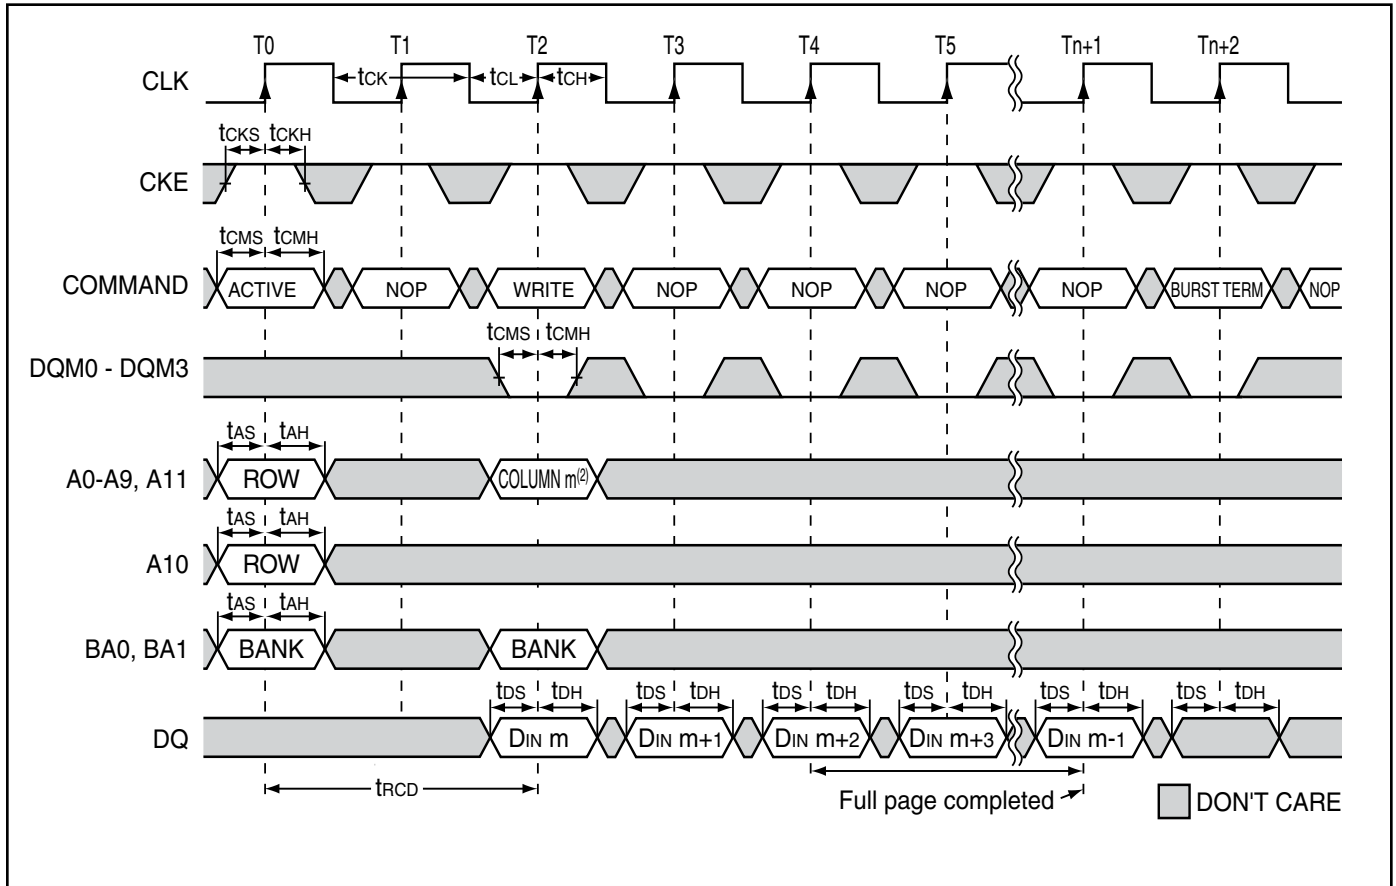 T0 T1 T2 T3 T4 T5 Tn+1 Tn+2
CLK tCK tCL tCH
tCKS tCKH
CKE
tCMS tCMH
COMMAND ACTIVE NOP WRITE NOP NOP NOP NOP BURST TERM NOP
tCMS tCMH
DQM0 - DQM3
tAS tAH
A0-A9, A11 ROW COLUMN m(2)
tAS tAH
A10 ROW
tAS tAH
BA0, BA1 BANK BANK
tDS tDH tDS tDH tDS tDH tDS tDH tDS tDH tDS tDH
DQ DIN m DIN m+1 DIN m+2 DIN m+3 DIN m-1
tRCD
Full page completed
DON'T CARE